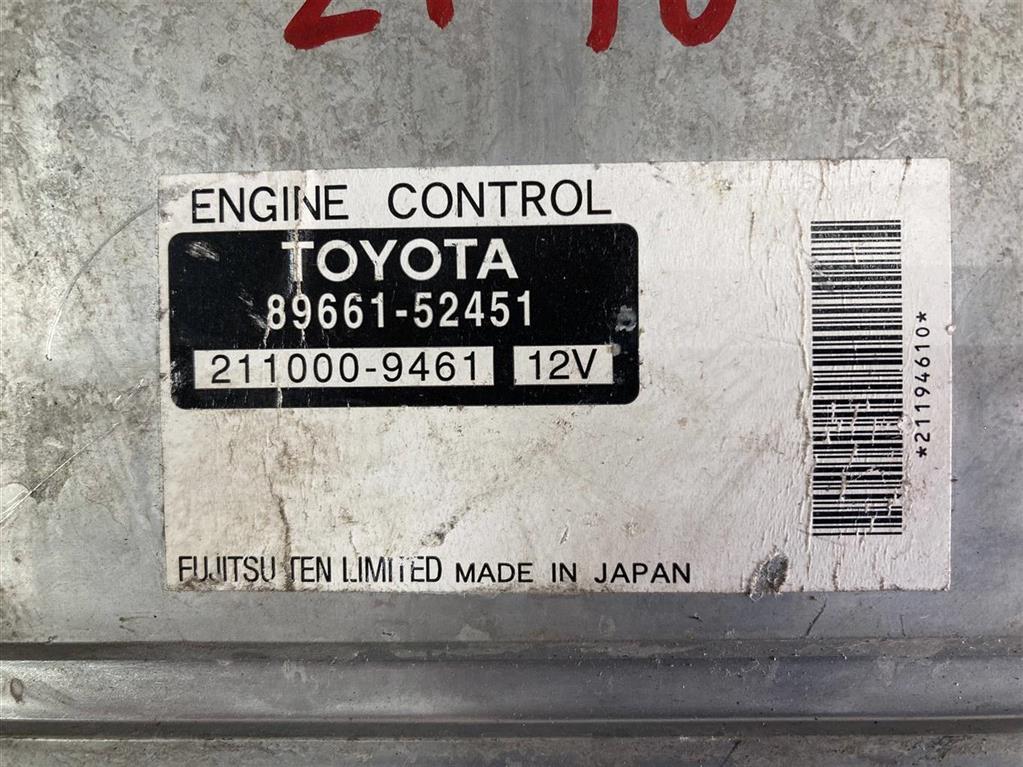 ENGINE CONTROL
TOYOTA
89661-52451
211000-9461 12V
*21194610*
FUJITSU TEN LIMITED MADE IN JAPAN